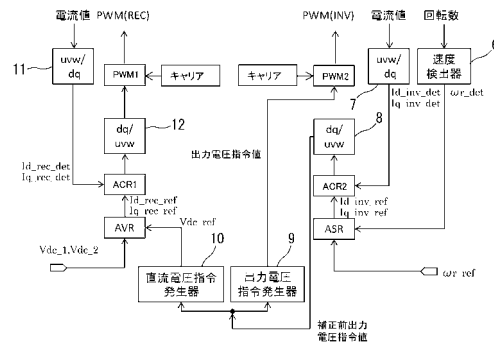 電流値
PWM(REC)
PWM(INV)
電流値
回転数
11
uvw/
dq
PWM1
キャリア
キャリア
PWM2
uvw/
dq
速度
検出器
6
7
Id_inv_det
Iq_inv_det
ωr_det
12
dq/
uvw
出力電圧
指令値
dq/
uvw
8
Id_rec_det
Iq_rec_det
ACR1
ACR2
Id_rec_ref
Iq_rec_ref
Id_inv_ref
Iq_inv_ref
AVR
Vdc_ref
ASR
Vdc_1,Vdc_2
10
9
直流電圧指令
発生器
出力電圧
指令発生器
ωr_ref
補正前出力
電圧指令値